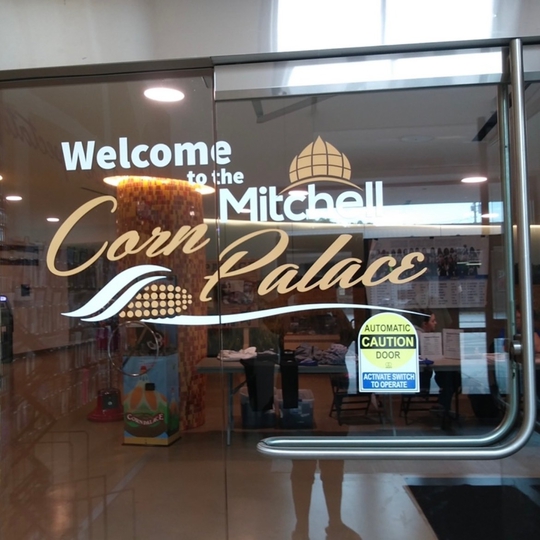 Welcome
to the
Mitchell
Corn
Palace
AUTOMATIC
CAUTION
DOOR
ACTIVATE SWITCH
TO OPERATE